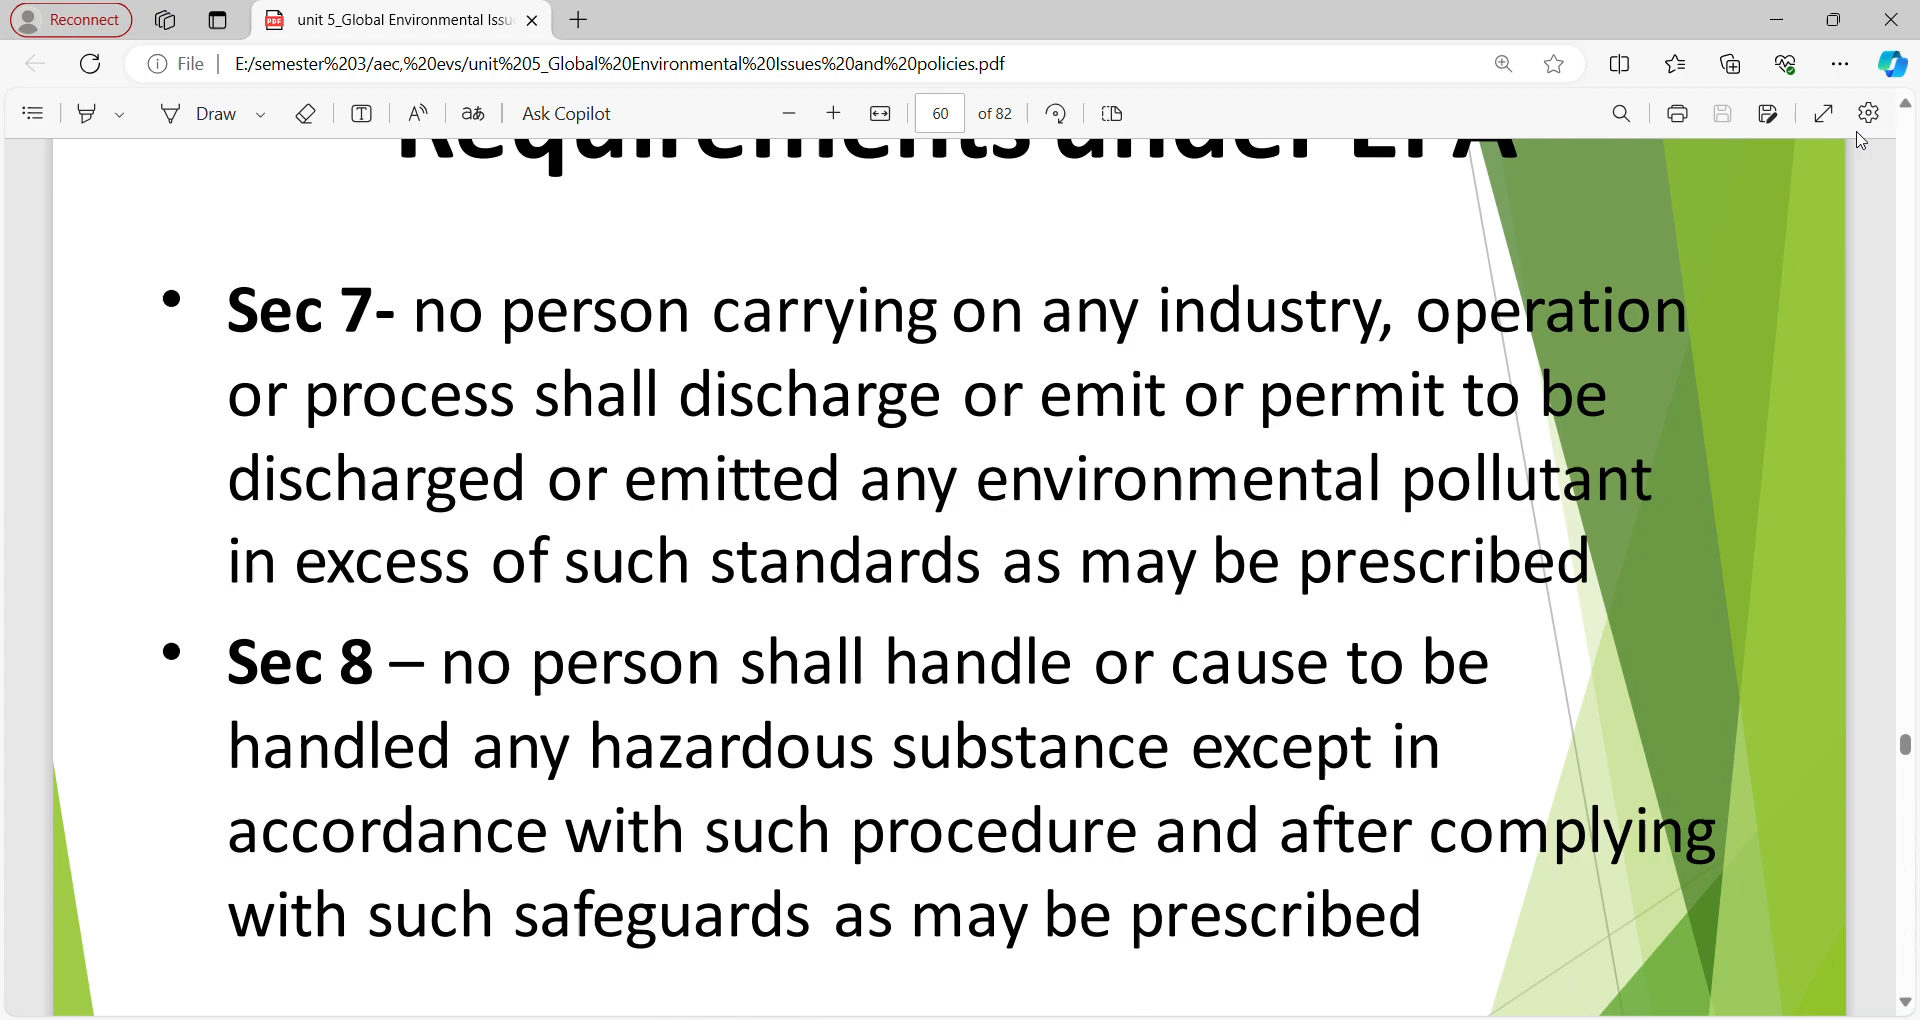 Reconnect
unit 5_Global Environmental Issu
File
E:/semester%203/aec,%20evs/unit%205_Global%20Environmental%20Issues%20and%20policies.pdf
Draw
Ask Copilot
60
of 82
Requirements under EPA
• Sec 7- no person carrying on any industry, operation
or process shall discharge or emit or permit to be
discharged or emitted any environmental pollutant
in excess of such standards as may be prescribed
• Sec 8 – no person shall handle or cause to be
handled any hazardous substance except in
accordance with such procedure and after complying
with such safeguards as may be prescribed